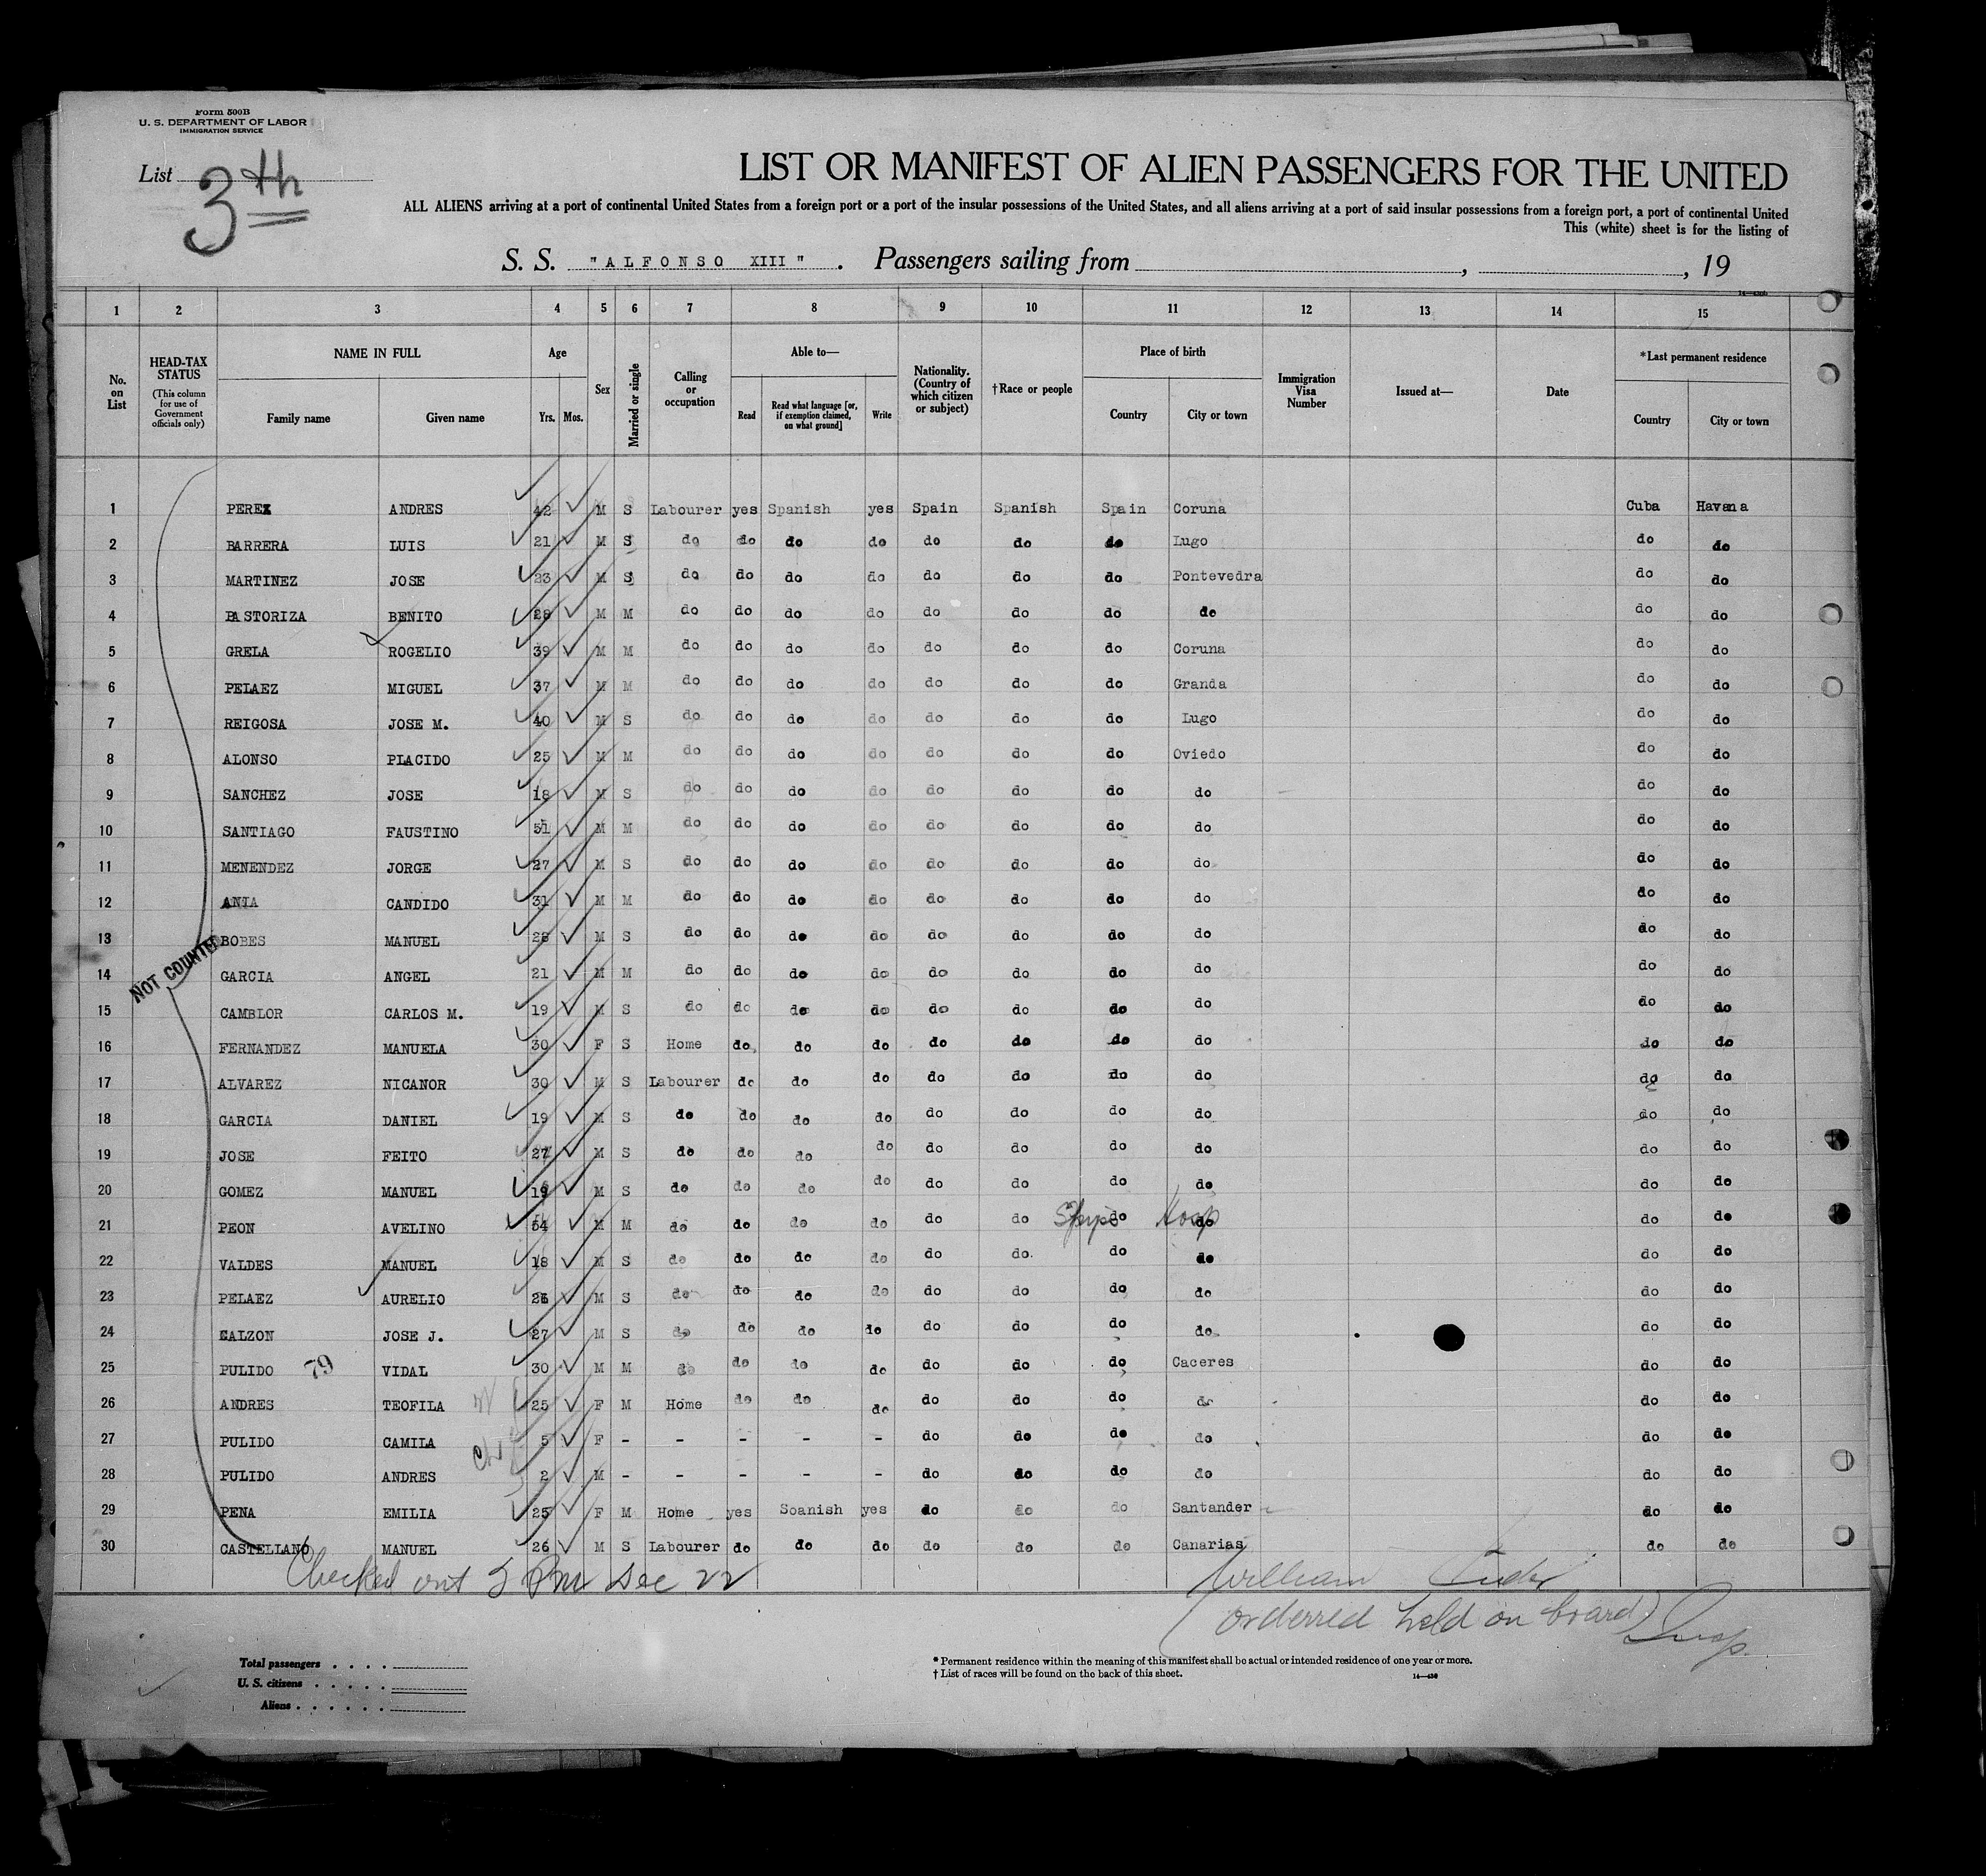 Form 500B
U. S. DEPARTMENT OF LABOR
IMMIGRATION SERVICE
List 3th
LIST OR MANIFEST OF ALIEN PASSENGERS FOR THE UNITED
ALL ALIENS arriving at a port of continental United States from a foreign port or a port of the insular possessions of the United States, and all aliens arriving at a port of said insular possessions from a foreign port, a port of continental United
This (white) sheet is for the listing of
S. S. "ALFONSO XIII". Passengers sailing from , , 19
1 2 3 4 5 6 7 8 9 10 11 12 13 14 15
No. on List HEAD-TAX STATUS (This column for use of Government officials only) NAME IN FULL Family name Given name Age Yrs. Mos. Sex Married or single Calling or occupation Able to— Read Read what language [or, if exemption claimed, on what ground] Write Nationality. (Country of which citizen or subject) †Race or people Place of birth Country City or town Immigration Visa Number Issued at— Date *Last permanent residence Country City or town
1 PEREZ ANDRES 42 M S Labourer yes Spanish yes Spain Spanish Spain Coruna Cuba Havana
2 BARRERA LUIS 21 M S do do do do do do do Lugo do do
3 MARTINEZ JOSE 23 M S do do do do do do do Pontevedra do do
4 PASTORIZA BENITO 28 M M do do do do do do do do do do
5 GRELA ROGELIO 39 M M do do do do do do do Coruna do do
6 PELAEZ MIGUEL 37 M M do do do do do do do Granda do do
7 REIGOSA JOSE M. 40 M S do do do do do do do Lugo do do
8 ALONSO PLACIDO 25 M M do do do do do do do Oviedo do do
9 SANCHEZ JOSE 18 M S do do do do do do do do do do
10 SANTIAGO FAUSTINO 51 M M do do do do do do do do do do
11 MENENDEZ JORGE 27 M S do do do do do do do do do do
12 ANIA CANDIDO 31 M M do do do do do do do do do do
13 BOBES MANUEL 28 M S do do do do do do do do do do
NOT COUNTED
14 GARCIA ANGEL 21 M M do do do do do do do do do do
15 CAMBLOR CARLOS M. 19 M S do do do do do do do do do do
16 FERNANDEZ MANUELA 30 F S Home do do do do do do do do do
17 ALVAREZ NICANOR 30 M S Labourer do do do do do do do do do
18 GARCIA DANIEL 19 M S do do do do do do do do do do
19 JOSE FEITO 27 M S do do do do do do do do do do
20 GOMEZ MANUEL 19 M S do do do do do do do do do do
21 PEON AVELINO 54 M M do do do do do do do do do do
Ships Hosp
22 VALDES MANUEL 18 M S do do do do do do do do do do
23 PELAEZ AURELIO 26 M S do do do do do do do do do do
24 CALZON JOSE J. 27 M S do do do do do do do do do do
25 PULIDO 79 VIDAL 30 M M do do do do do do do Caceres do do
26 ANDRES TEOFILA 25 F M Home do do do do do do do do do
27 PULIDO CAMILA 5 F - - - - - do do do do do do
28 PULIDO ANDRES 2 M - - - - - do do do do do do
29 PENA EMILIA 25 F M Home yes Soanish yes do do do Santander do do
30 CASTELLANO MANUEL 26 M S Labourer do do do do do do Canarias do do
Checked out 5 Pm Dec 22
William
(orderred held on board) Insp.
Total passengers . . . .
U. S. citizens . . . . .
Aliens . . . . . .
* Permanent residence within the meaning of this manifest shall be actual or intended residence of one year or more.
† List of races will be found on the back of this sheet. 14—430